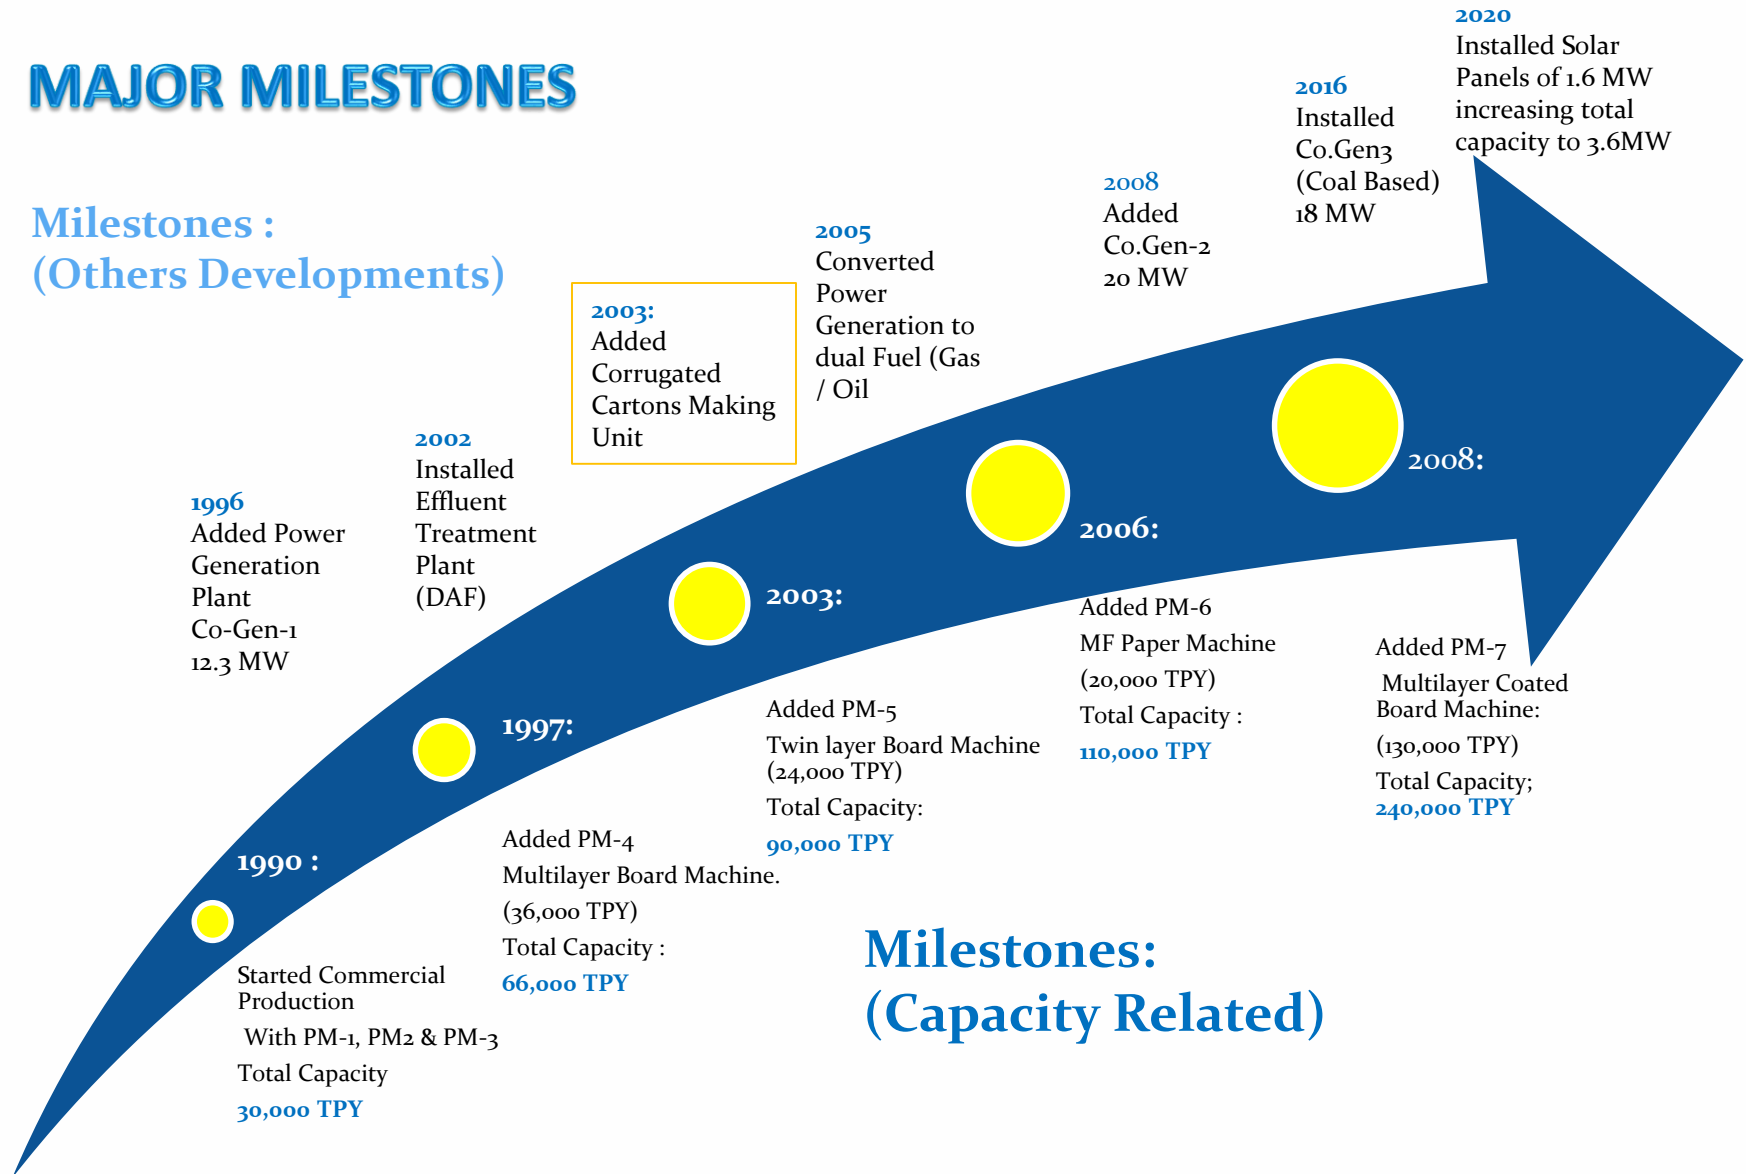 MAJOR MILESTONES
Milestones :
(Others Developments)
1996
Added Power
Generation
Plant
Co-Gen-1
12.3 MW
2002
Installed
Effluent
Treatment
Plant
(DAF)
2003:
Added
Corrugated
Cartons Making
Unit
2005
Converted
Power
Generation to
dual Fuel (Gas
/ Oil
2008
Added
Co.Gen-2
20 MW
2016
Installed
Co.Gen3
(Coal Based)
18 MW
2020
Installed Solar
Panels of 1.6 MW
increasing total
capacity to 3.6MW
1990 :
Started Commercial
Production
With PM-1, PM2 & PM-3
Total Capacity
30,000 TPY
1997:
Added PM-4
Multilayer Board Machine.
(36,000 TPY)
Total Capacity :
66,000 TPY
2003:
Added PM-5
Twin layer Board Machine
(24,000 TPY)
Total Capacity:
90,000 TPY
2006:
Added PM-6
MF Paper Machine
(20,000 TPY)
Total Capacity :
110,000 TPY
2008:
Added PM-7
Multilayer Coated
Board Machine:
(130,000 TPY)
Total Capacity;
240,000 TPY
Milestones:
(Capacity Related)